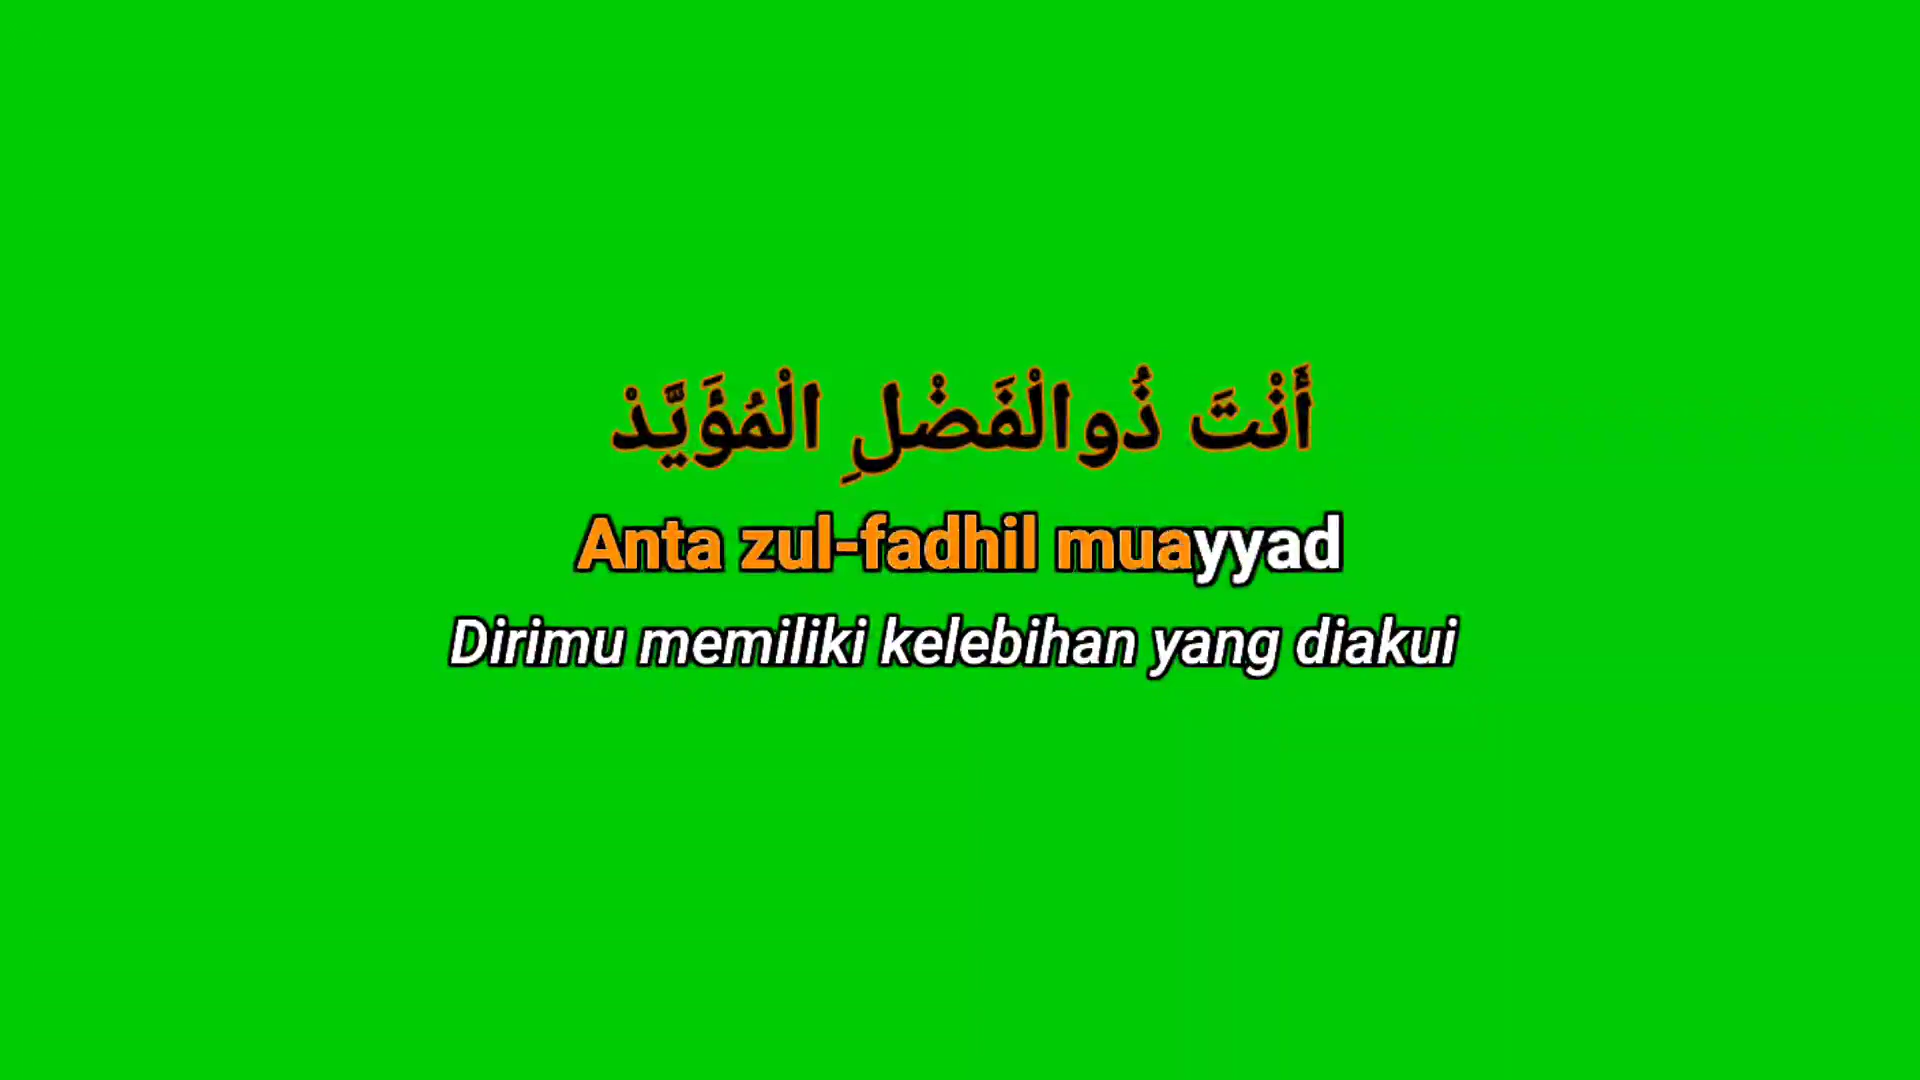 أَنْتَ ذُوالْفَضْلِ الْمُؤَيَّدْ
Anta zul-fadhil muayyad
Dirimu memiliki kelebihan yang diakui